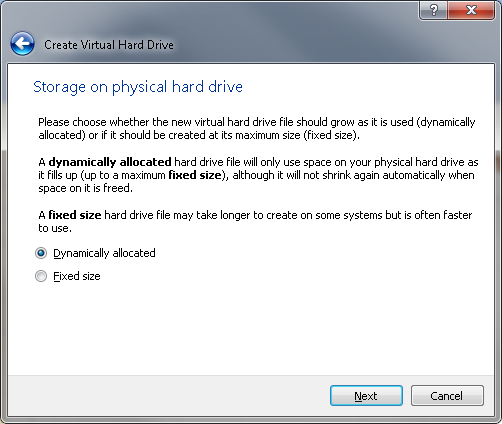 ?
Create Virtual Hard Drive
Storage on physical hard drive
Please choose whether the new virtual hard drive file should grow as it is used (dynamically
allocated) or if it should be created at its maximum size (fixed size).
A dynamically allocated hard drive file will only use space on your physical hard drive as
it fills up (up to a maximum fixed size), although it will not shrink again automatically when
space on it is freed.
A fixed size hard drive file may take longer to create on some systems but is often faster
to use.
Dynamically allocated
Fixed size
Next
Cancel